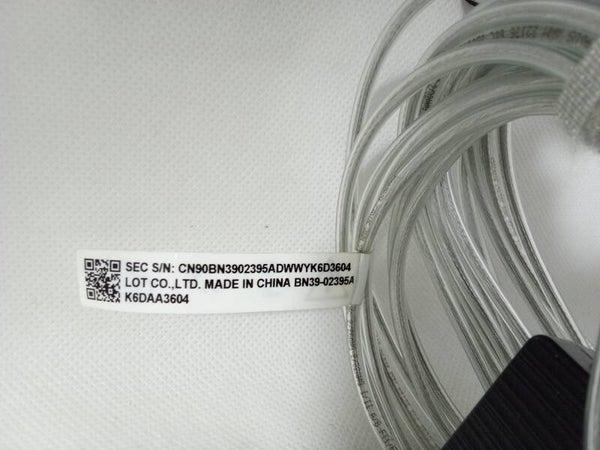 SEC S/N: CN90BN3902395ADWWYK6D3604
LOT CO.,LTD. MADE IN CHINA BN39-02395A
K6DAA3604